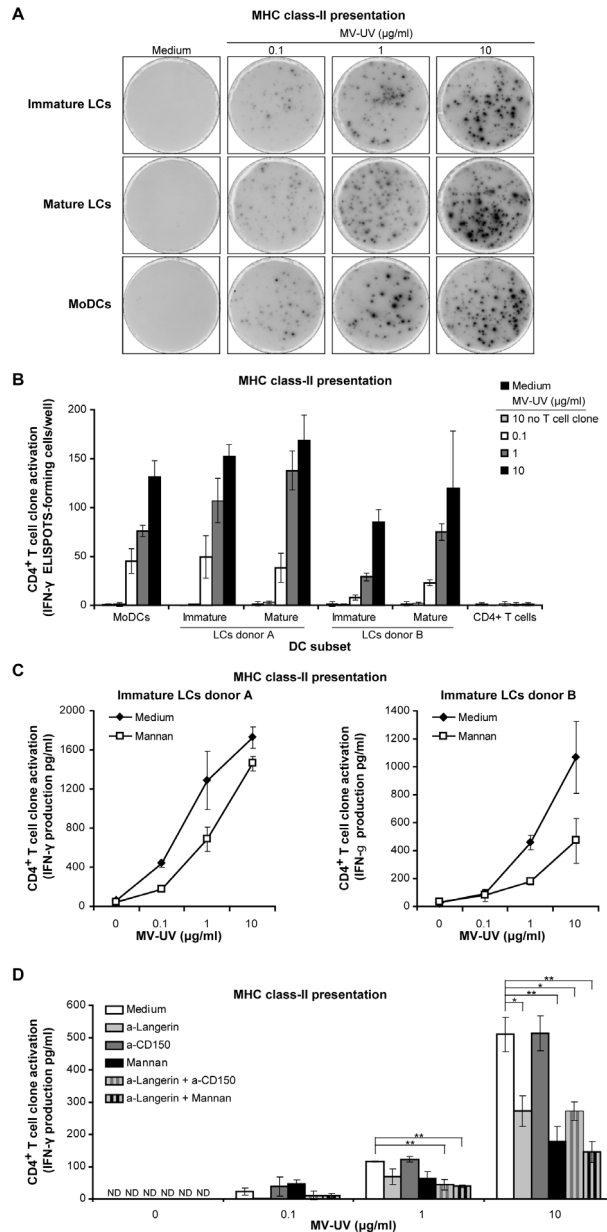 A
MHC class-II presentation
MV-UV (µg/ml)
Medium 0.1 1 10
Immature LCs
Mature LCs
MoDCs
B
MHC class-II presentation
Medium
MV-UV (µg/ml)
10 no T cell clone
0.1
1
10
CD4+ T cell clone activation
(IFN-γ ELISPOTS-forming cells/well)
200
150
100
50
0
MoDCs Immature Mature Immature Mature CD4+ T cells
LCs donor A LCs donor B
DC subset
C
MHC class-II presentation
Immature LCs donor A
Medium
Mannan
CD4+ T cell clone activation
(IFN-γ production pg/ml)
2000
1600
1200
800
400
0
0 0.1 1 10
MV-UV (µg/ml)
Immature LCs donor B
Medium
Mannan
CD4+ T cell clone activation
(IFN-g production pg/ml)
1400
1200
1000
800
600
400
200
0
0 0.1 1 10
MV-UV (µg/ml)
D
MHC class-II presentation
Medium
a-Langerin
a-CD150
Mannan
a-Langerin + a-CD150
a-Langerin + Mannan
CD4+ T cell clone activation
(IFN-γ production pg/ml)
600
500
400
300
200
100
0
ND ND ND ND ND ND
**
**
**
*
**
*
0 0.1 1 10
MV-UV (µg/ml)